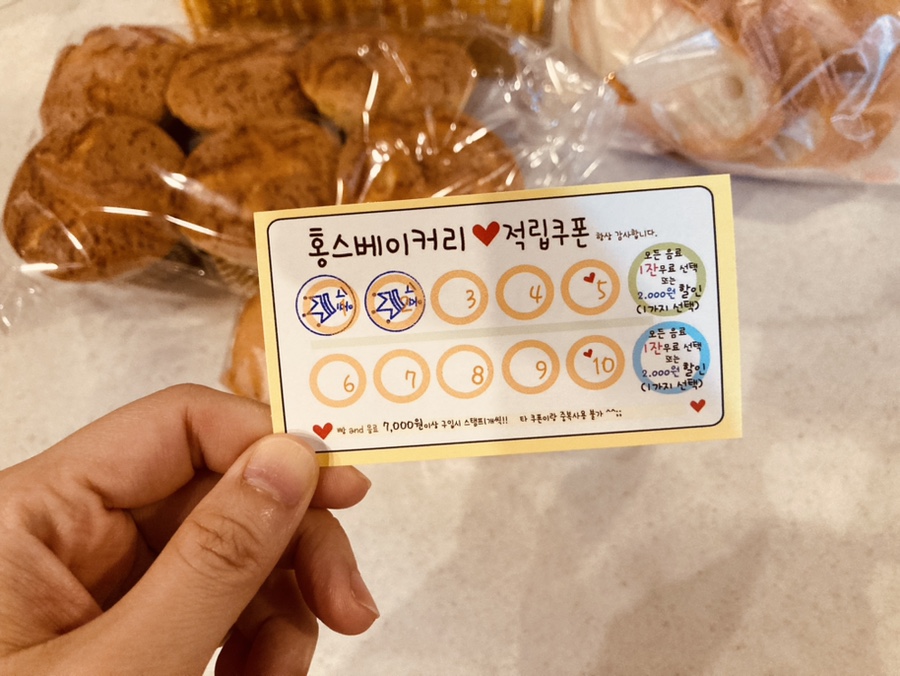 홍스베이커리 ♥ 적립쿠폰 항상 감사합니다.
3 4 5
모든 음료
1잔무료 선택
또는
2.000원 할인
(1가지 선택)
6 7 8 9 10
모든 음료
1잔무료 선택
또는
2.000원 할인
(1가지 선택)
빵 and 음료 7,000원이상 구입시 스탬프1개씩!! 타 쿠폰이랑 중복사용 불가 ^^;;